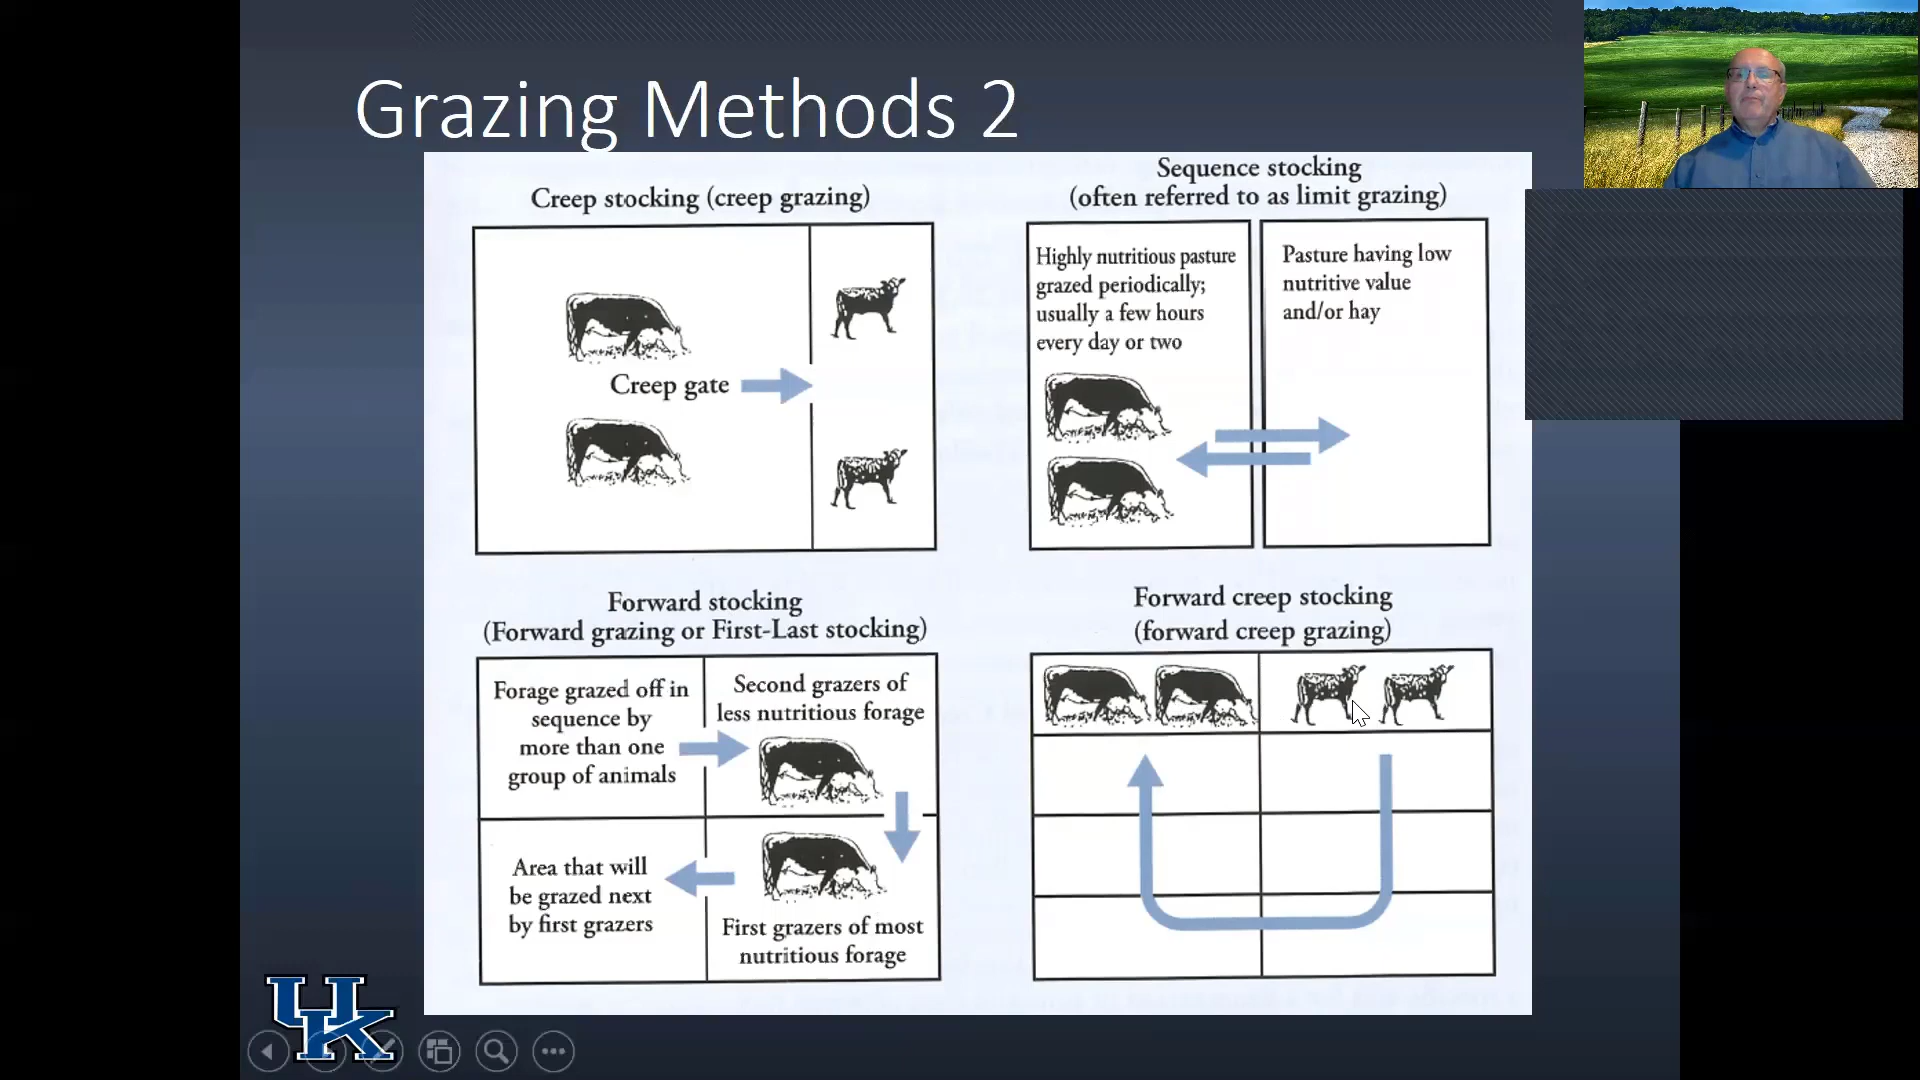 Grazing Methods 2
Creep stocking (creep grazing)
Creep gate
Sequence stocking
(often referred to as limit grazing)
Highly nutritious pasture
grazed periodically;
usually a few hours
every day or two
Pasture having low
nutritive value
and/or hay
Forward stocking
(Forward grazing or First-Last stocking)
Forage grazed off in
sequence by
more than one
group of animals
Second grazers of
less nutritious forage
Area that will
be grazed next
by first grazers
First grazers of most
nutritious forage
Forward creep stocking
(forward creep grazing)
UK